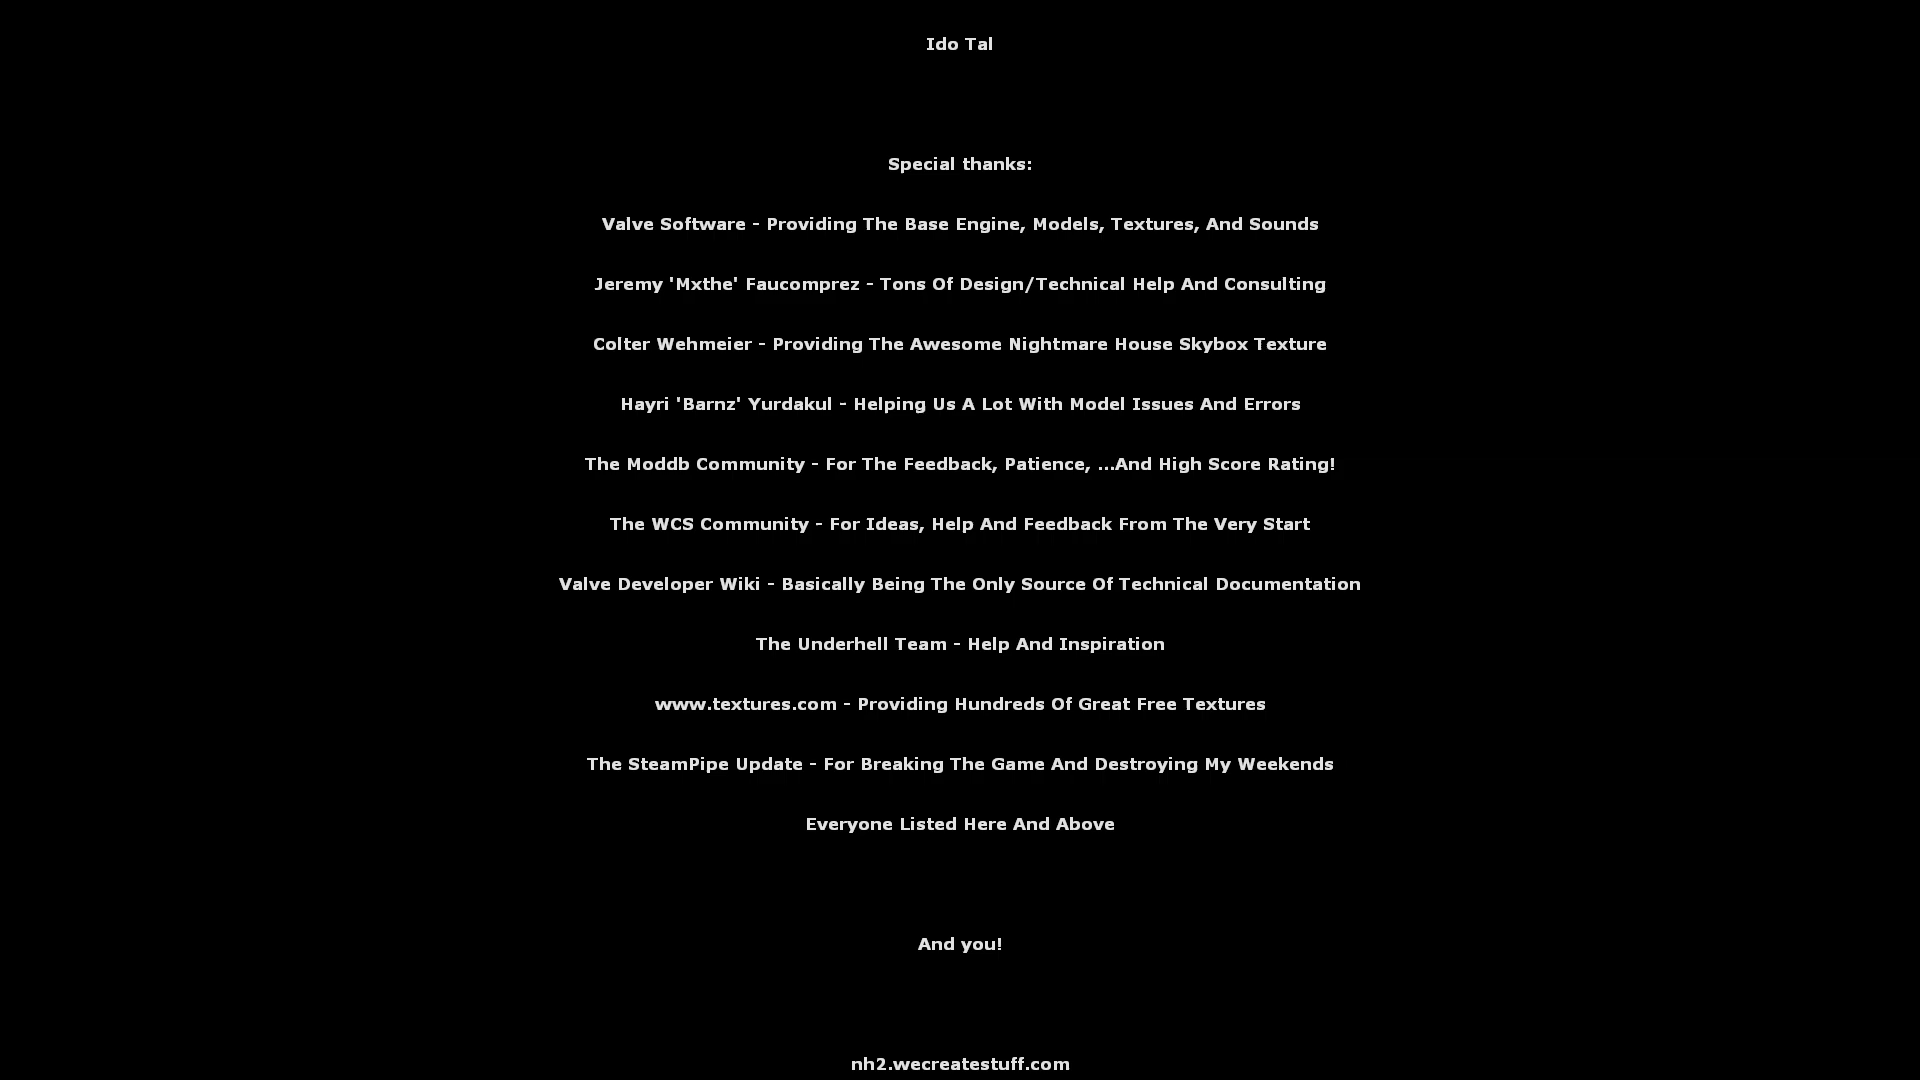 Ido Tal
Special thanks:
Valve Software - Providing The Base Engine, Models, Textures, And Sounds
Jeremy 'Mxthe' Faucomprez - Tons Of Design/Technical Help And Consulting
Colter Wehmeier - Providing The Awesome Nightmare House Skybox Texture
Hayri 'Barnz' Yurdakul - Helping Us A Lot With Model Issues And Errors
The Moddb Community - For The Feedback, Patience, ...And High Score Rating!
The WCS Community - For Ideas, Help And Feedback From The Very Start
Valve Developer Wiki - Basically Being The Only Source Of Technical Documentation
The Underhell Team - Help And Inspiration
www.textures.com - Providing Hundreds Of Great Free Textures
The SteamPipe Update - For Breaking The Game And Destroying My Weekends
Everyone Listed Here And Above
And you!
nh2.wecreatestuff.com